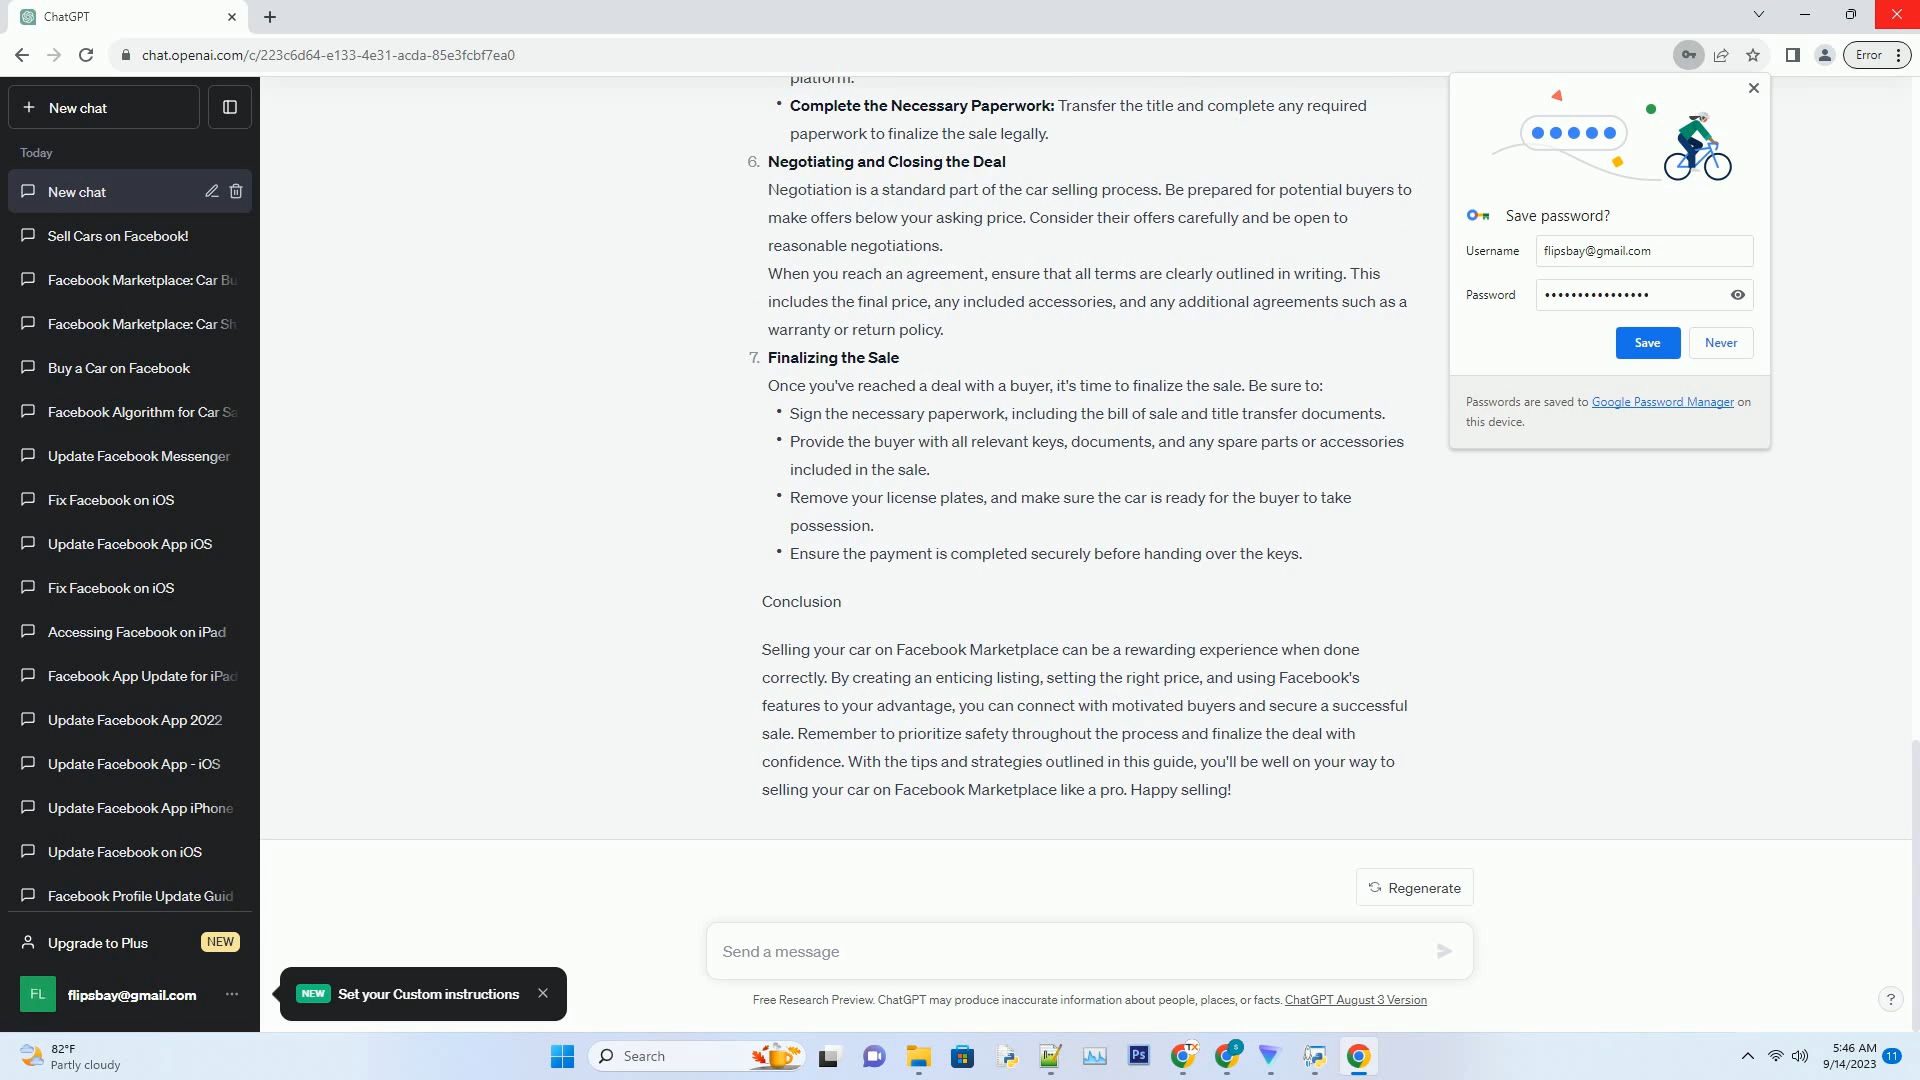 ChatGPT
chat.openai.com/c/223c6d64-e133-4e31-acda-85e3fcbf7ea0
Error
New chat
Today
New chat
Sell Cars on Facebook!
Facebook Marketplace: Car Bu
Facebook Marketplace: Car Sh
Buy a Car on Facebook
Facebook Algorithm for Car Sa
Update Facebook Messenger
Fix Facebook on iOS
Update Facebook App iOS
Fix Facebook on iOS
Accessing Facebook on iPad
Facebook App Update for iPad
Update Facebook App 2022
Update Facebook App - iOS
Update Facebook App iPhone
Update Facebook on iOS
Facebook Profile Update Guid
Upgrade to Plus NEW
FL flipsbay@gmail.com
platform.
• Complete the Necessary Paperwork: Transfer the title and complete any required
paperwork to finalize the sale legally.
6. Negotiating and Closing the Deal
Negotiation is a standard part of the car selling process. Be prepared for potential buyers to
make offers below your asking price. Consider their offers carefully and be open to
reasonable negotiations.
When you reach an agreement, ensure that all terms are clearly outlined in writing. This
includes the final price, any included accessories, and any additional agreements such as a
warranty or return policy.
7. Finalizing the Sale
Once you've reached a deal with a buyer, it's time to finalize the sale. Be sure to:
• Sign the necessary paperwork, including the bill of sale and title transfer documents.
• Provide the buyer with all relevant keys, documents, and any spare parts or accessories
included in the sale.
• Remove your license plates, and make sure the car is ready for the buyer to take
possession.
• Ensure the payment is completed securely before handing over the keys.
Conclusion
Selling your car on Facebook Marketplace can be a rewarding experience when done
correctly. By creating an enticing listing, setting the right price, and using Facebook's
features to your advantage, you can connect with motivated buyers and secure a successful
sale. Remember to prioritize safety throughout the process and finalize the deal with
confidence. With the tips and strategies outlined in this guide, you'll be well on your way to
selling your car on Facebook Marketplace like a pro. Happy selling!
Regenerate
Send a message
Free Research Preview. ChatGPT may produce inaccurate information about people, places, or facts. ChatGPT August 3 Version
?
NEW Set your Custom instructions
Save password?
Username flipsbay@gmail.com
Password ••••••••••••••••
Save Never
Passwords are saved to Google Password Manager on
this device.
82°F
Partly cloudy
Search
Ps
TX
S
5:46 AM
9/14/2023
11